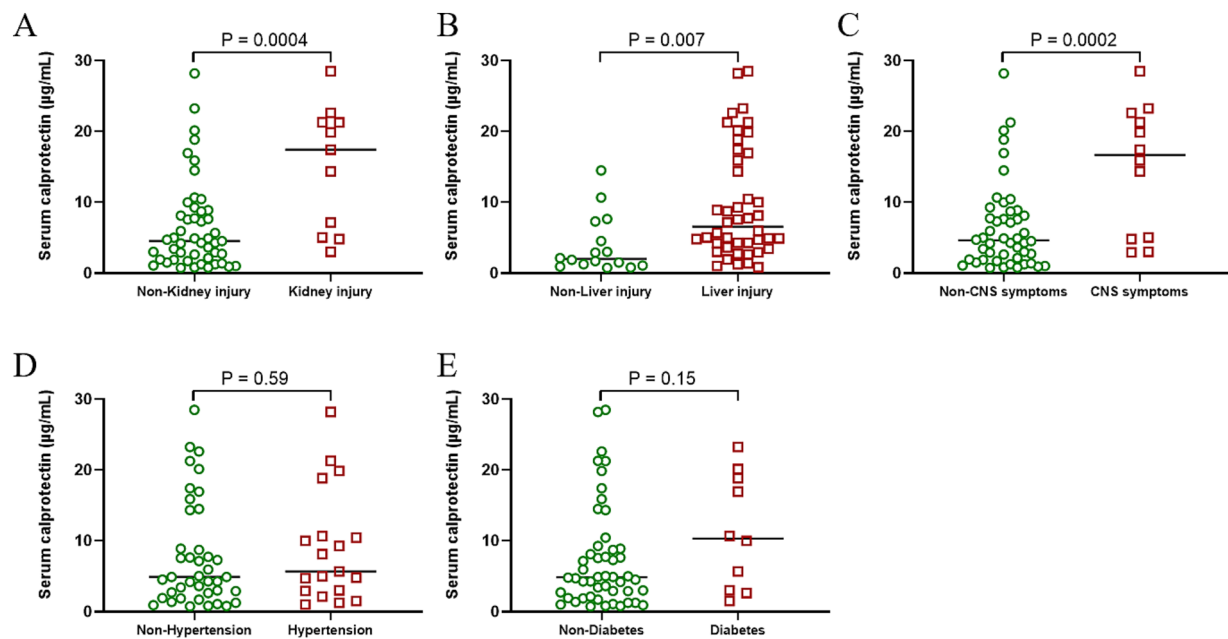 A
P = 0.0004
Serum calprotectin (µg/mL)
30
20
10
0
Non-Kidney injury
Kidney injury
B
P = 0.007
Serum calprotectin (µg/mL)
30
20
10
0
Non-Liver injury
Liver injury
C
P = 0.0002
Serum calprotectin (µg/mL)
30
20
10
0
Non-CNS symptoms
CNS symptoms
D
P = 0.59
Serum calprotectin (µg/mL)
30
20
10
0
Non-Hypertension
Hypertension
E
P = 0.15
Serum calprotectin (µg/mL)
30
20
10
0
Non-Diabetes
Diabetes